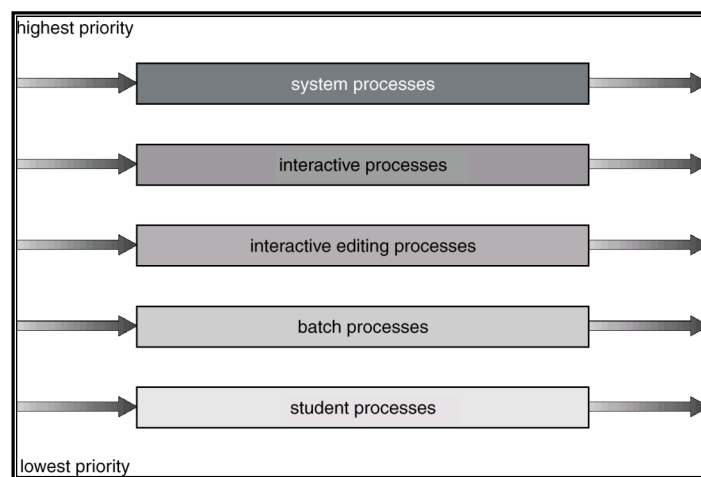 highest priority
system processes
interactive processes
interactive editing processes
batch processes
student processes
lowest priority